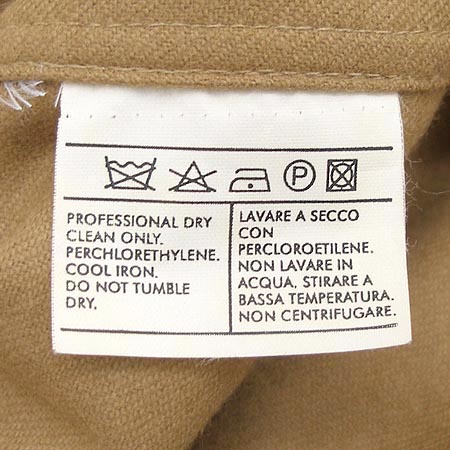 P
PROFESSIONAL DRY
CLEAN ONLY.
PERCHLORETHYLENE.
COOL IRON.
DO NOT TUMBLE
DRY.
LAVARE A SECCO
CON
PERCLOROETILENE.
NON LAVARE IN
ACQUA. STIRARE A
BASSA TEMPERATURA.
NON CENTRIFUGARE.